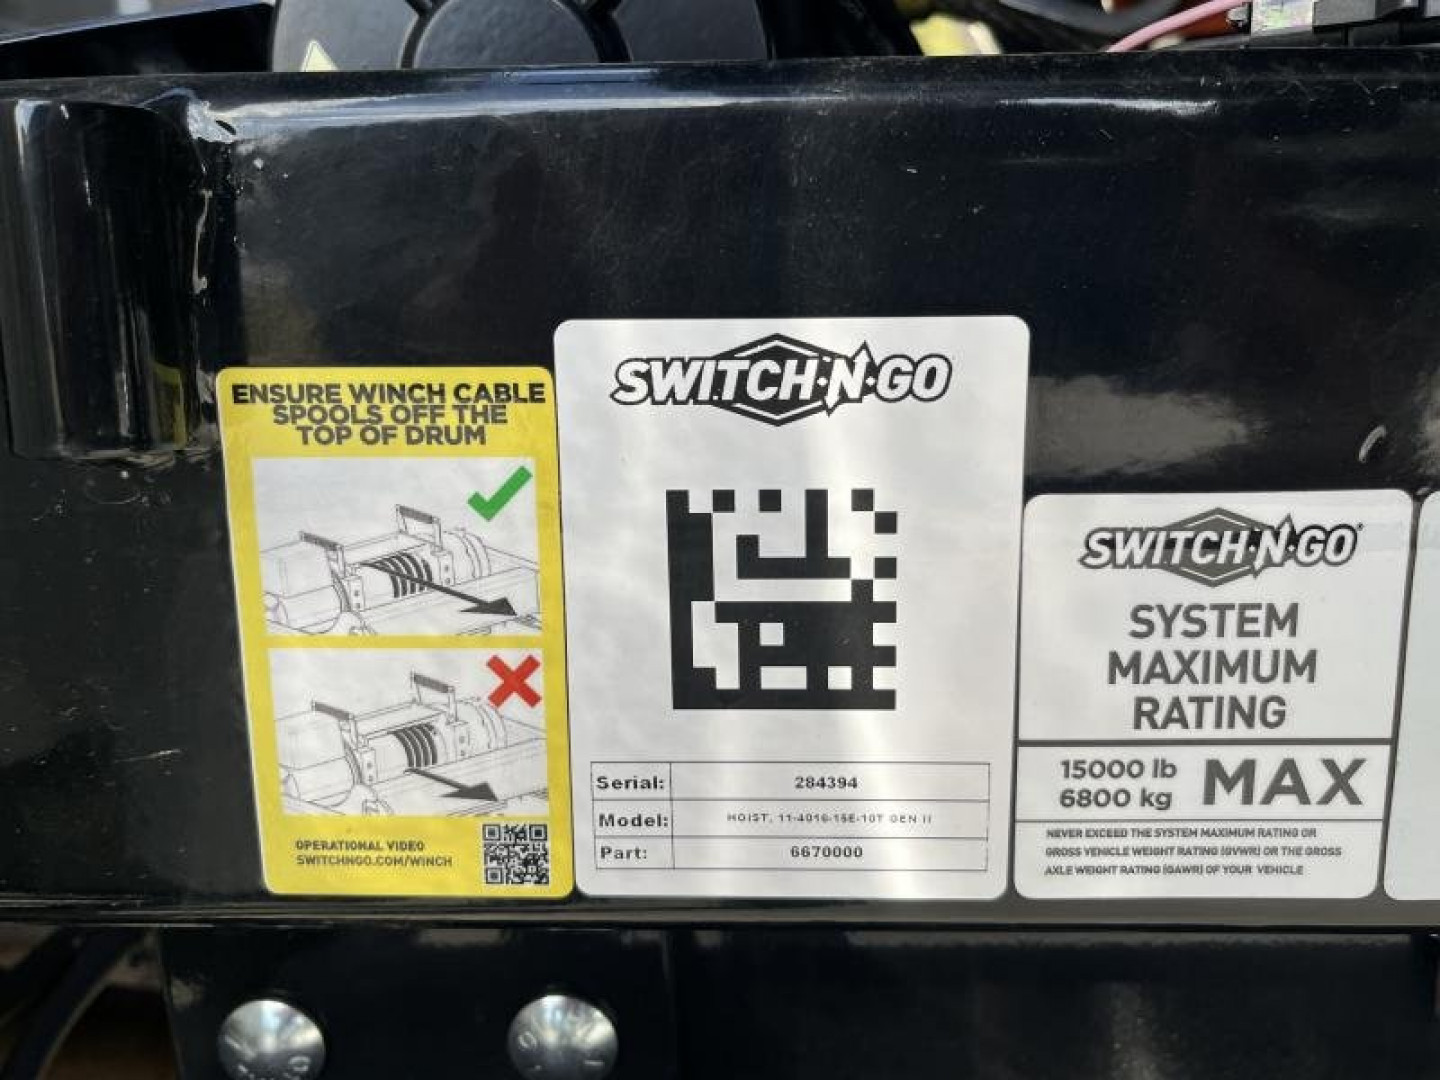 ENSURE WINCH CABLE
SPOOLS OFF THE
TOP OF DRUM
OPERATIONAL VIDEO
SWITCHNGO.COM/WINCH
SWITCH·N·GO
Serial: 284394
Model: HOIST, 11-4016-15E-10T GEN II
Part: 6670000
SWITCH·N·GO®
SYSTEM
MAXIMUM
RATING
15000 lb
6800 kg
MAX
NEVER EXCEED THE SYSTEM MAXIMUM RATING OR
GROSS VEHICLE WEIGHT RATING (GVWR) OR THE GROSS
AXLE WEIGHT RATING (GAWR) OF YOUR VEHICLE